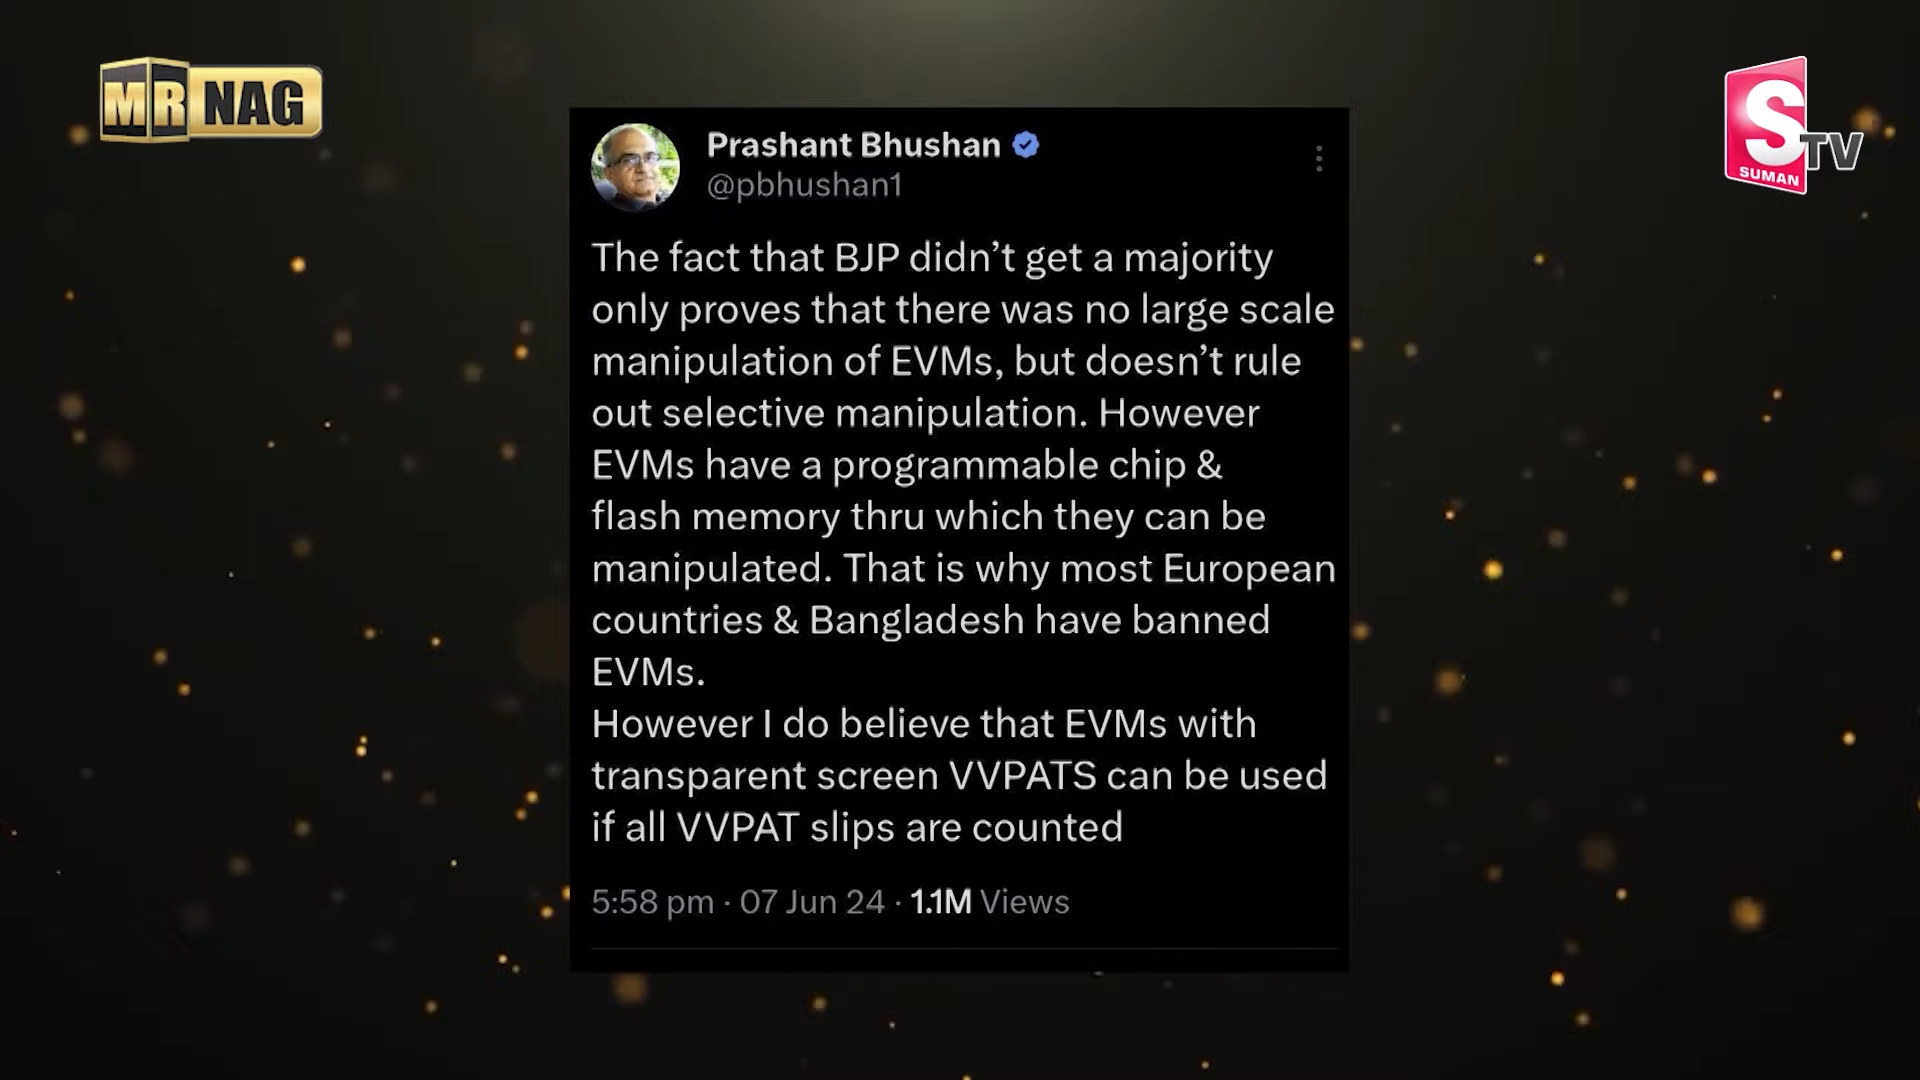 MR NAG
S
TV
SUMAN
Prashant Bhushan
@pbhushan1
The fact that BJP didn’t get a majority
only proves that there was no large scale
manipulation of EVMs, but doesn’t rule
out selective manipulation. However
EVMs have a programmable chip &
flash memory thru which they can be
manipulated. That is why most European
countries & Bangladesh have banned
EVMs.
However I do believe that EVMs with
transparent screen VVPATS can be used
if all VVPAT slips are counted
5:58 pm · 07 Jun 24 · 1.1M Views